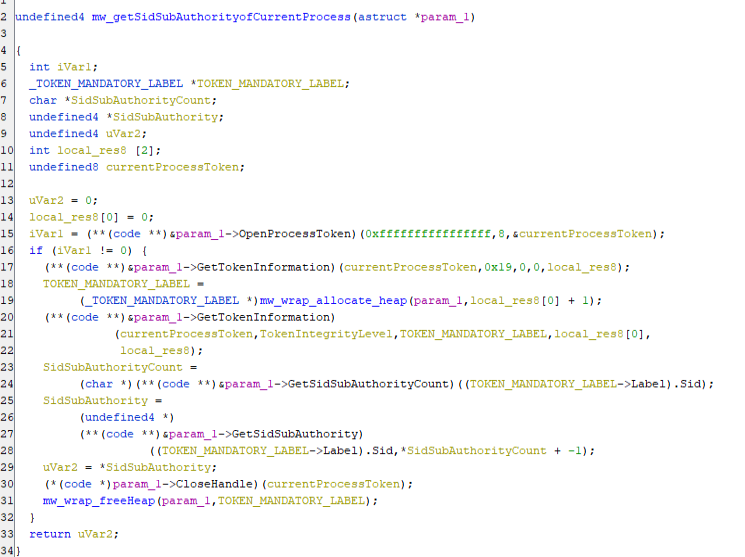 1
2 undefined4 mw_getSidSubAuthorityofCurrentProcess(astruct *param_1)
3
4 {
5 int iVar1;
6 _TOKEN_MANDATORY_LABEL *TOKEN_MANDATORY_LABEL;
7 char *SidSubAuthorityCount;
8 undefined4 *SidSubAuthority;
9 undefined4 uVar2;
10 int local_res8 [2];
11 undefined8 currentProcessToken;
12
13 uVar2 = 0;
14 local_res8[0] = 0;
15 iVar1 = (**(code **)&param_1->OpenProcessToken)(0xffffffffffffffff,8,&currentProcessToken);
16 if (iVar1 != 0) {
17 (**(code **)&param_1->GetTokenInformation)(currentProcessToken,0x19,0,0,local_res8);
18 TOKEN_MANDATORY_LABEL =
19 (_TOKEN_MANDATORY_LABEL *)mw_wrap_allocate_heap(param_1,local_res8[0] + 1);
20 (**(code **)&param_1->GetTokenInformation)
21 (currentProcessToken,TokenIntegrityLevel,TOKEN_MANDATORY_LABEL,local_res8[0],
22 local_res8);
23 SidSubAuthorityCount =
24 (char *)(**(code **)&param_1->GetSidSubAuthorityCount)((TOKEN_MANDATORY_LABEL->Label).Sid);
25 SidSubAuthority =
26 (undefined4 *)
27 (**(code **)&param_1->GetSidSubAuthority)
28 ((TOKEN_MANDATORY_LABEL->Label).Sid,*SidSubAuthorityCount + -1);
29 uVar2 = *SidSubAuthority;
30 (*(code *)param_1->CloseHandle)(currentProcessToken);
31 mw_wrap_freeHeap(param_1,TOKEN_MANDATORY_LABEL);
32 }
33 return uVar2;
34 }